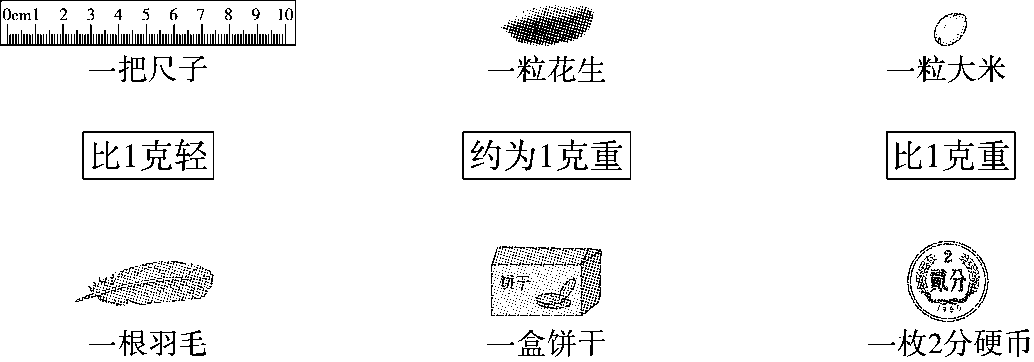 0cm1 2 3 4 5 6 7 8 9 10
一把尺子
一粒花生
一粒大米
比1克轻
约为1克重
比1克重
饼干
2
贰分
1990
一根羽毛
一盒饼干
一枚2分硬币